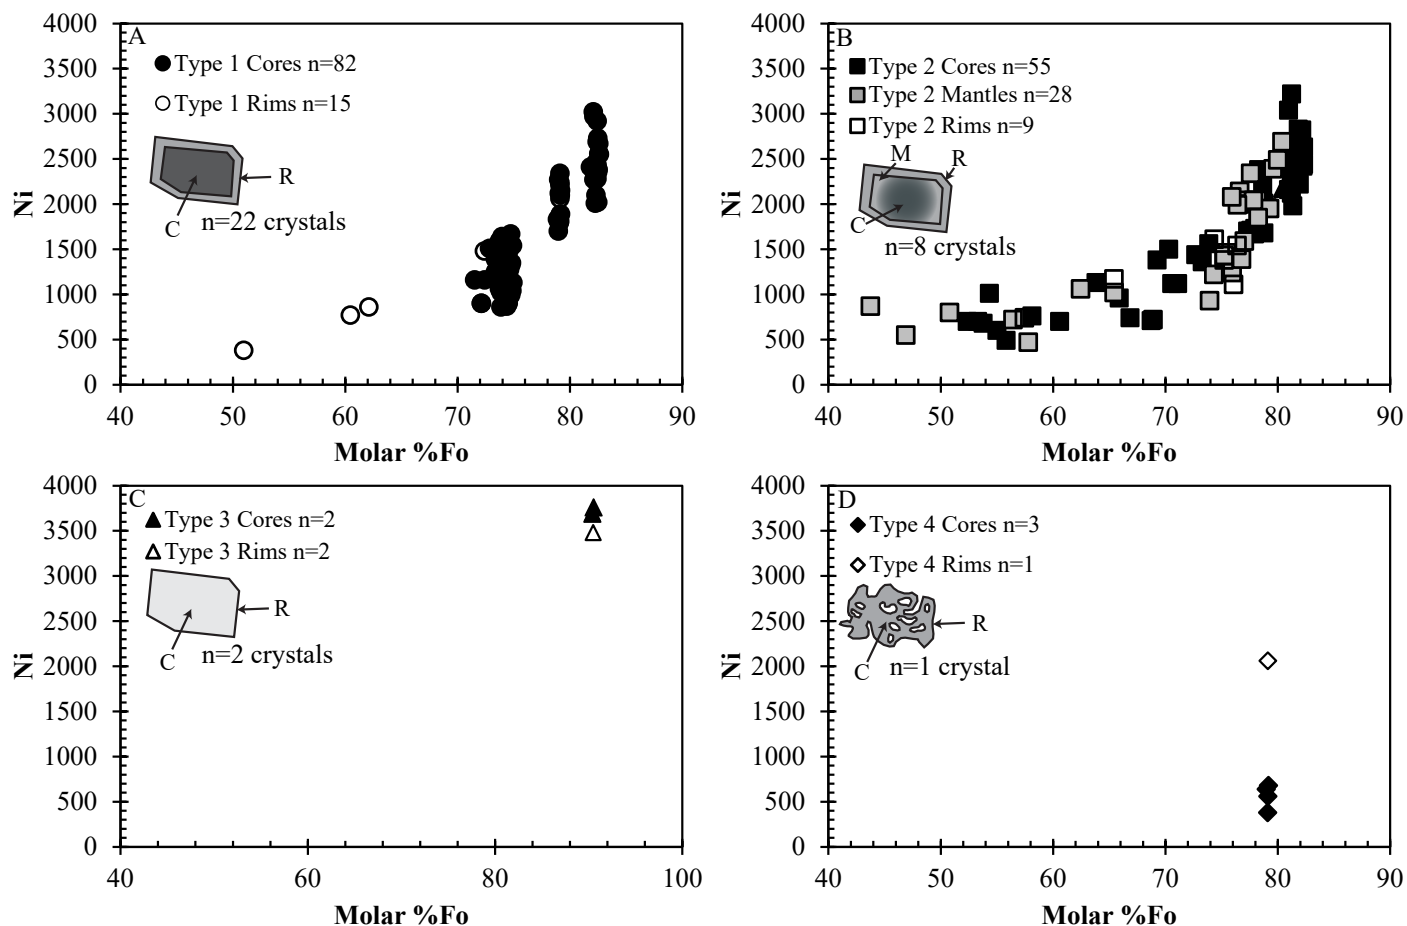 A
Type 1 Cores n=82
Type 1 Rims n=15
R
C
n=22 crystals
4000
3500
3000
2500
2000
1500
1000
500
0
Ni
40 50 60 70 80 90
Molar %Fo
B
Type 2 Cores n=55
Type 2 Mantles n=28
Type 2 Rims n=9
M
R
C
n=8 crystals
4000
3500
3000
2500
2000
1500
1000
500
0
Ni
40 50 60 70 80 90
Molar %Fo
C
Type 3 Cores n=2
Type 3 Rims n=2
R
C
n=2 crystals
4000
3500
3000
2500
2000
1500
1000
500
0
Ni
40 60 80 100
Molar %Fo
D
Type 4 Cores n=3
Type 4 Rims n=1
R
C
n=1 crystal
4000
3500
3000
2500
2000
1500
1000
500
0
Ni
40 50 60 70 80 90
Molar %Fo